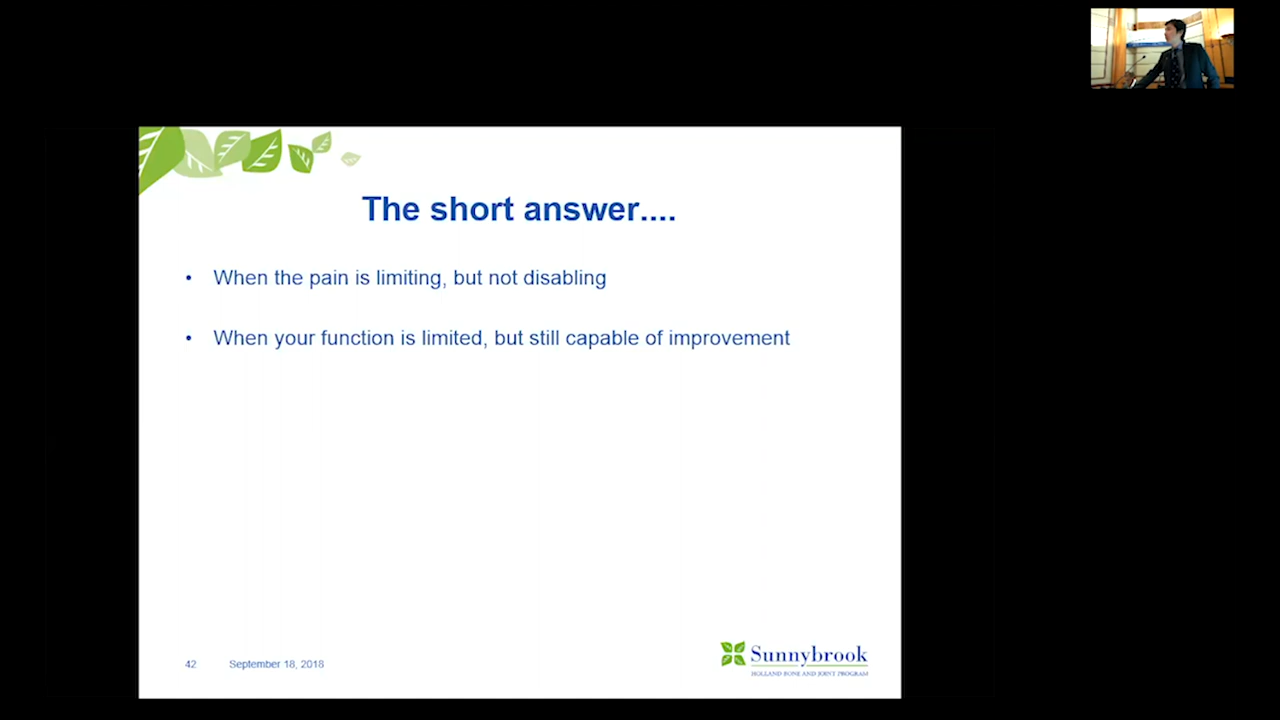 The short answer....
• When the pain is limiting, but not disabling
• When your function is limited, but still capable of improvement
42 September 18, 2018
Sunnybrook
HOLLAND BONE AND JOINT PROGRAM